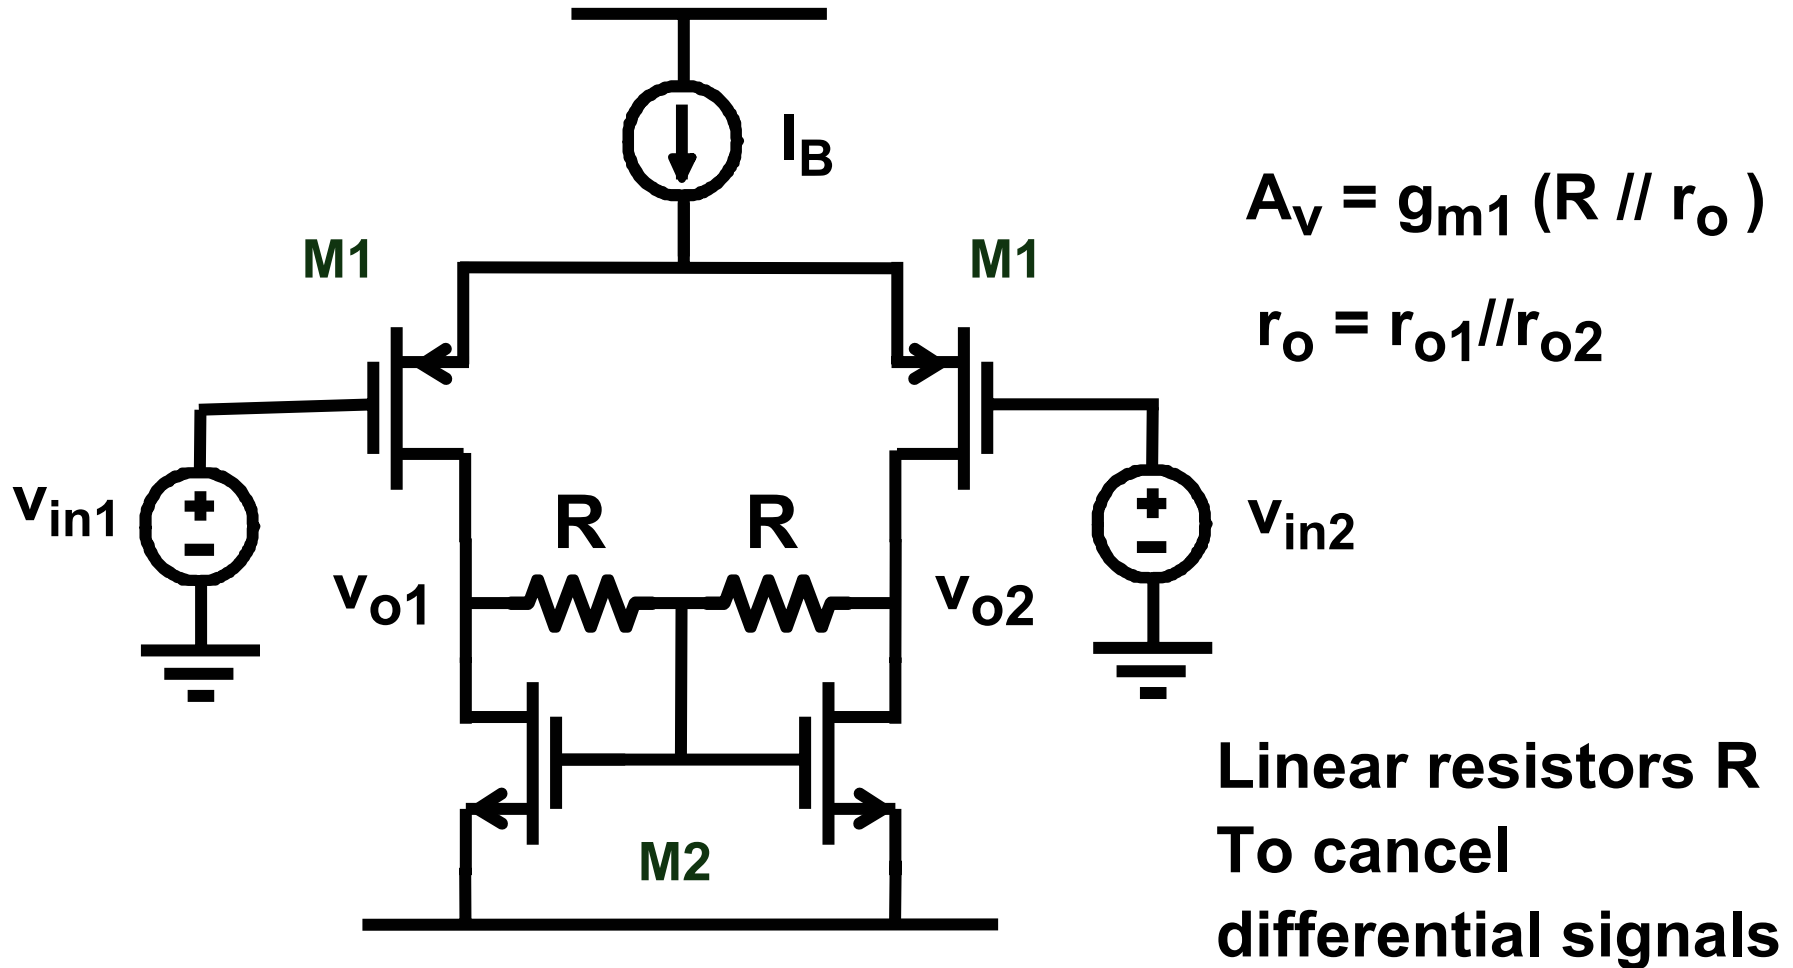 I_B
A_v = g_m1 (R // r_o )
M1
M1
r_o = r_o1//r_o2
v_in1
+
-
R
R
+
-
v_in2
v_o1
v_o2
Linear resistors R
To cancel
differential signals
M2